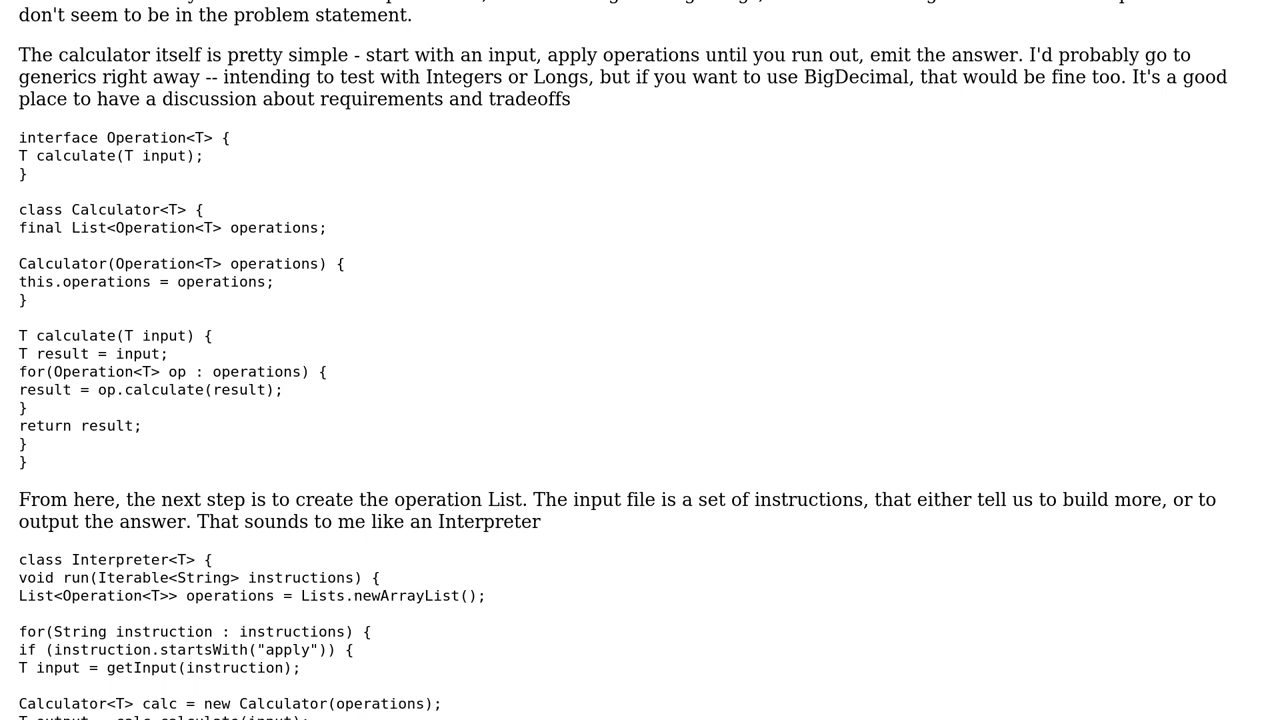 don't seem to be in the problem statement.
The calculator itself is pretty simple - start with an input, apply operations until you run out, emit the answer. I'd probably go to
generics right away -- intending to test with Integers or Longs, but if you want to use BigDecimal, that would be fine too. It's a good
place to have a discussion about requirements and tradeoffs
interface Operation<T> {
T calculate(T input);
}
class Calculator<T> {
final List<Operation<T> operations;
Calculator(Operation<T> operations) {
this.operations = operations;
}
T calculate(T input) {
T result = input;
for(Operation<T> op : operations) {
result = op.calculate(result);
}
return result;
}
}
From here, the next step is to create the operation List. The input file is a set of instructions, that either tell us to build more, or to
output the answer. That sounds to me like an Interpreter
class Interpreter<T> {
void run(Iterable<String> instructions) {
List<Operation<T>> operations = Lists.newArrayList();
for(String instruction : instructions) {
if (instruction.startsWith("apply")) {
T input = getInput(instruction);
Calculator<T> calc = new Calculator(operations);
T output = calc.calculate(input);